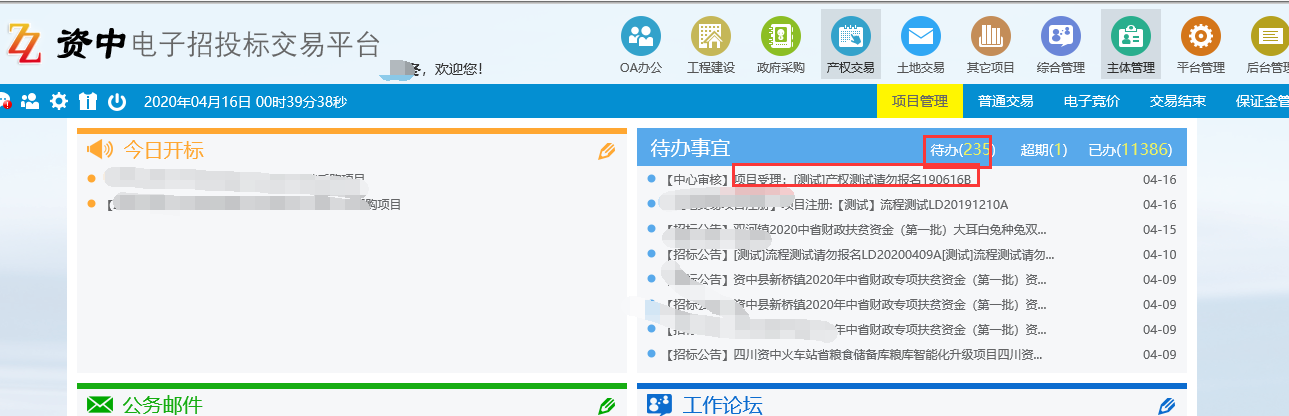 ZZ 资中 电子招投标交易平台
，欢迎您！
OA办公 工程建设 政府采购 产权交易 土地交易 其它项目 综合管理 主体管理 平台管理 后台管
2020年04月16日 00时39分38秒
项目管理 普通交易 电子竞价 交易结束 保证金管
今日开标
购项目
购项目
待办事宜 待办(235) 超期(1) 已办(11386)
【中心审核】项目受理：[测试]产权测试请勿报名190616B 04-16
项目注册:【测试】流程测试LD20191210A 04-16
双河镇2020中省财政扶贫资金（第一批）大耳白兔种兔双... 04-15
【招标公告】[测试]流程测试请勿报名LD20200409A[测试]流程测试请勿... 04-10
标公告】资中县新桥镇2020年中省财政专项扶贫资金（第一批）资... 04-09
【招标公 资中县新桥镇2020年中省财政专项扶贫资金（第一批）资... 04-09
【招标 年中省财政专项扶贫资金（第一批）资... 04-09
【招标公告】四川资中火车站省粮食储备库粮库智能化升级项目四川资... 04-09
公务邮件
工作论坛